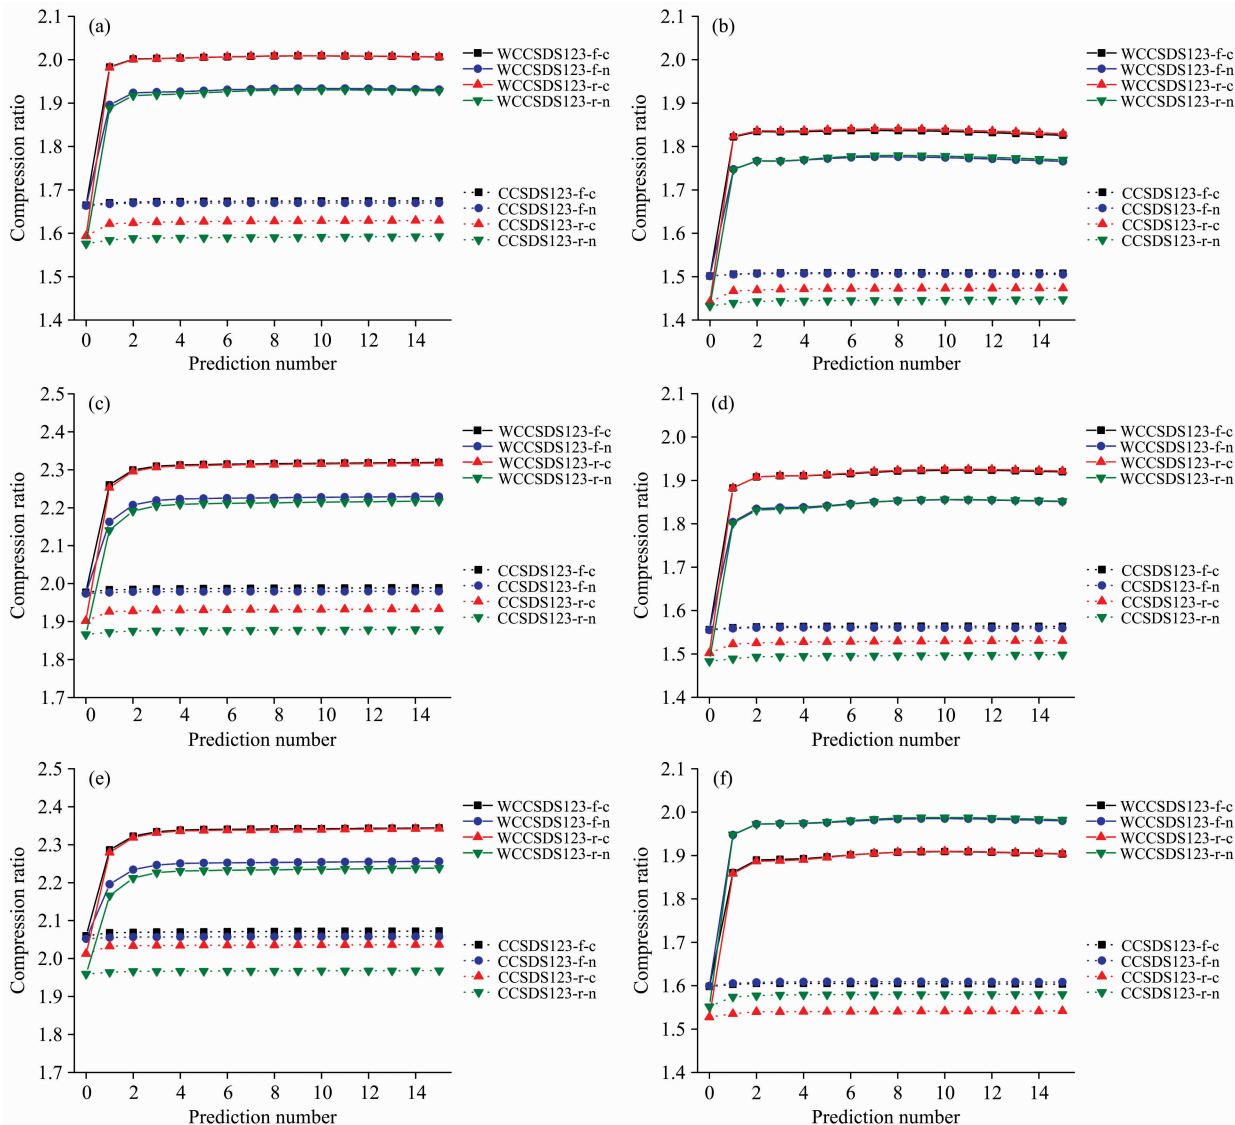 (a)
2.1
2.0
1.9
1.8
1.7
1.6
1.5
1.4
Compression ratio
0 2 4 6 8 10 12 14
Prediction number
WCCSDS123-f-c
WCCSDS123-f-n
WCCSDS123-r-c
WCCSDS123-r-n
CCSDS123-f-c
CCSDS123-f-n
CCSDS123-r-c
CCSDS123-r-n
(b)
2.1
2.0
1.9
1.8
1.7
1.6
1.5
1.4
Compression ratio
0 2 4 6 8 10 12 14
Prediction number
WCCSDS123-f-c
WCCSDS123-f-n
WCCSDS123-r-c
WCCSDS123-r-n
CCSDS123-f-c
CCSDS123-f-n
CCSDS123-r-c
CCSDS123-r-n
(c)
2.5
2.4
2.3
2.2
2.1
2.0
1.9
1.8
1.7
Compression ratio
0 2 4 6 8 10 12 14
Prediction number
WCCSDS123-f-c
WCCSDS123-f-n
WCCSDS123-r-c
WCCSDS123-r-n
CCSDS123-f-c
CCSDS123-f-n
CCSDS123-r-c
CCSDS123-r-n
(d)
2.1
2.0
1.9
1.8
1.7
1.6
1.5
1.4
Compression ratio
0 2 4 6 8 10 12 14
Prediction number
WCCSDS123-f-c
WCCSDS123-f-n
WCCSDS123-r-c
WCCSDS123-r-n
CCSDS123-f-c
CCSDS123-f-n
CCSDS123-r-c
CCSDS123-r-n
(e)
2.5
2.4
2.3
2.2
2.1
2.0
1.9
1.8
1.7
Compression ratio
0 2 4 6 8 10 12 14
Prediction number
WCCSDS123-f-c
WCCSDS123-f-n
WCCSDS123-r-c
WCCSDS123-r-n
CCSDS123-f-c
CCSDS123-f-n
CCSDS123-r-c
CCSDS123-r-n
(f)
2.1
2.0
1.9
1.8
1.7
1.6
1.5
1.4
Compression ratio
0 2 4 6 8 10 12 14
Prediction number
WCCSDS123-f-c
WCCSDS123-f-n
WCCSDS123-r-c
WCCSDS123-r-n
CCSDS123-f-c
CCSDS123-f-n
CCSDS123-r-c
CCSDS123-r-n